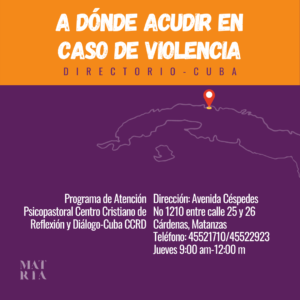 A DÓNDE ACUDIR EN
CASO DE VIOLENCIA
DIRECTORIO-CUBA
Programa de Atención
Psicopastoral Centro Cristiano de
Reflexión y Diálogo-Cuba CCRD
Dirección: Avenida Céspedes
No 1210 entre calle 25 y 26
Cárdenas, Matanzas
Teléfono: 45521710/45522923
Jueves 9:00 am-12:00 m
MAT
RIA